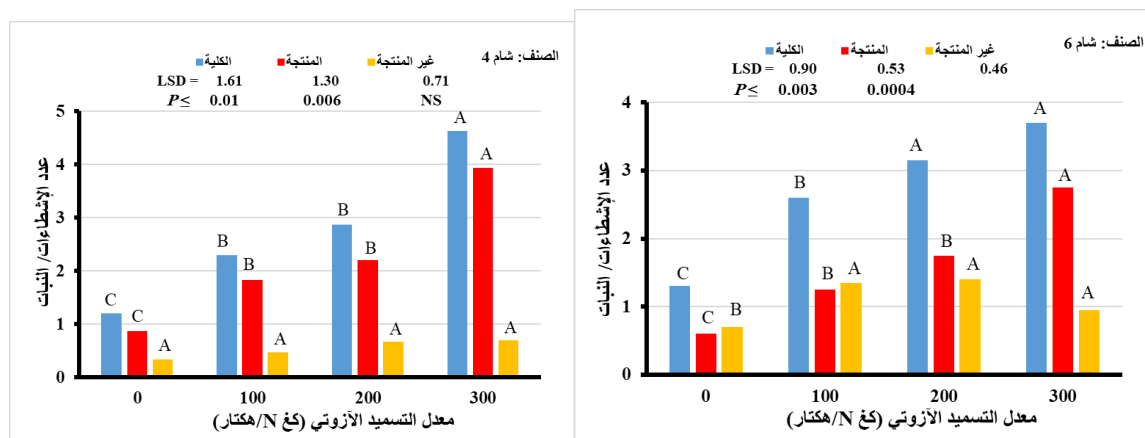 الصنف: شام 4
الكلية المنتجة غير المنتجة
LSD = 1.61 1.30 0.71
P≤ 0.01 0.006 NS
عدد الإشطاءات/ النبات
5
4
3
2
1
0
C C A
B B A
B B A
A A A
0 100 200 300
معدل التسميد الآزوتي (كغ N/هكتار)
الصنف: شام 6
الكلية المنتجة غير المنتجة
LSD = 0.90 0.53 0.46
P≤ 0.003 0.0004
عدد الإشطاءات/ النبات
4
3
2
1
0
C C B
B B A
A B A
A A A
0 100 200 300
معدل التسميد الآزوتي (كغ N/هكتار)